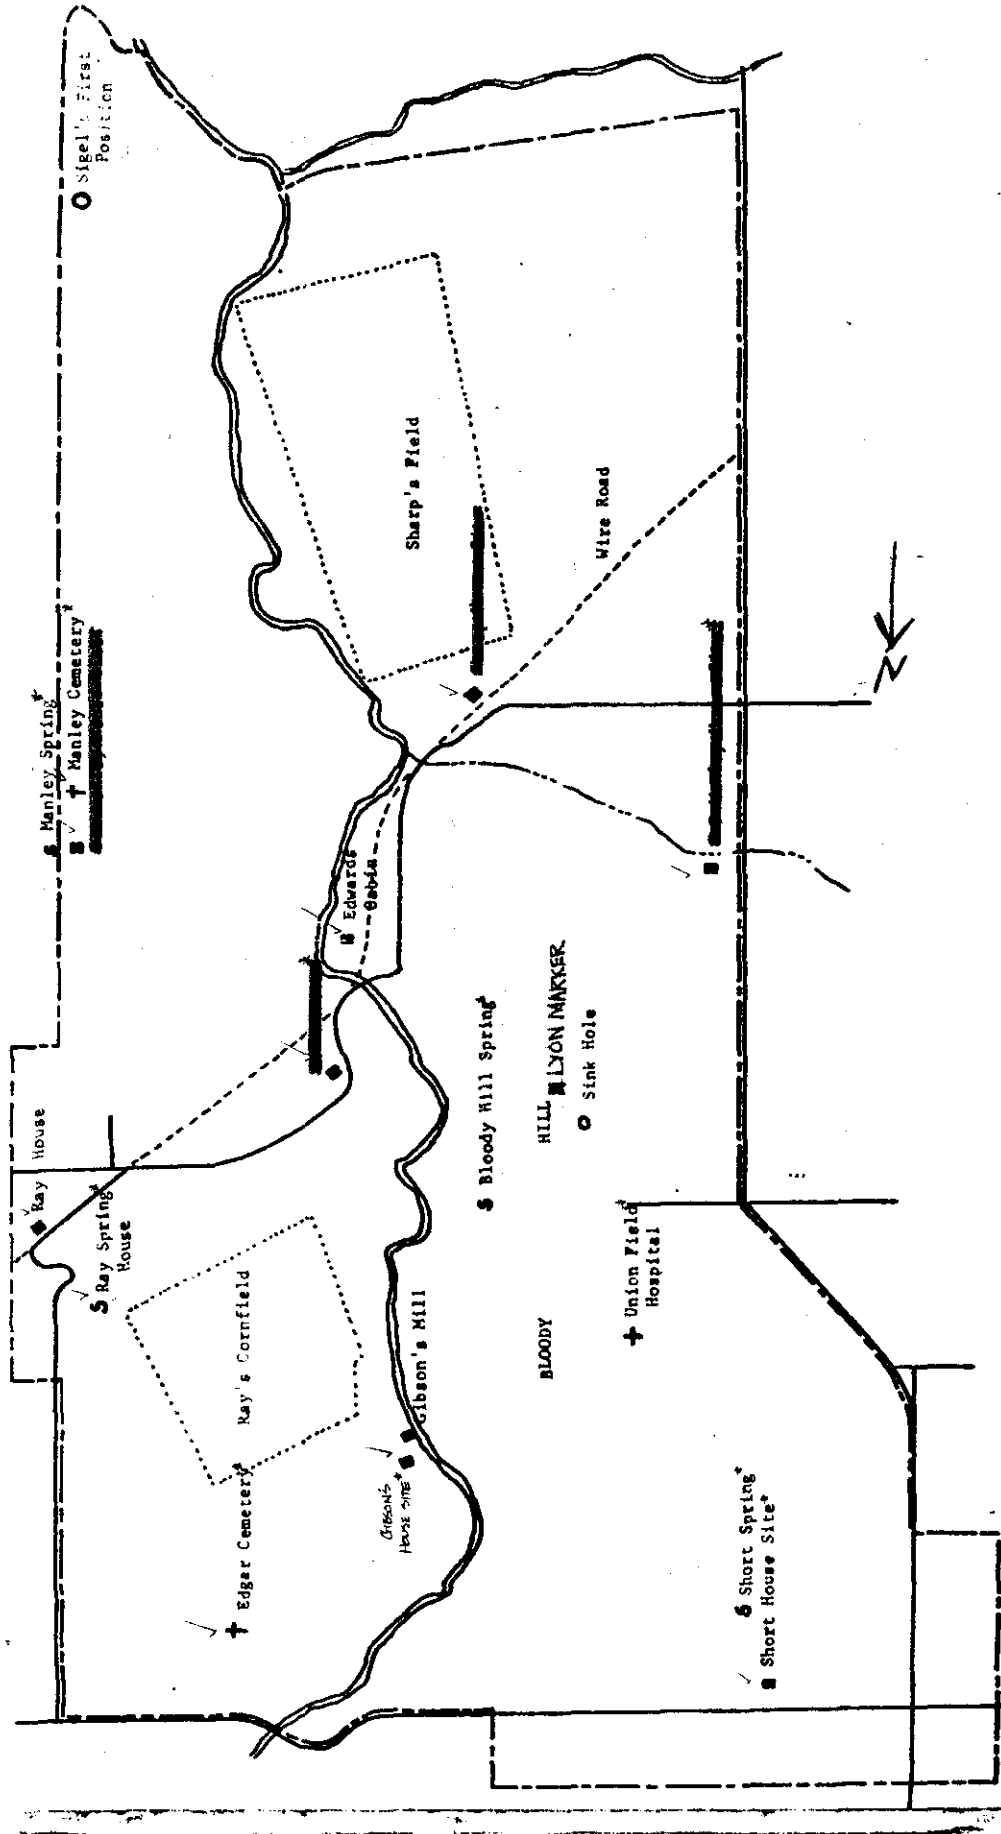 Sigel's First
Position
Sharp's Field
Wire Road
Manley Spring*
Manley Cemetery*
N
Edwards
Cabin
Ray House
Ray Spring*
House
Bloody Hill Spring*
HILL
LYON MARKER
Sink Hole
Ray's Cornfield
Gibson's Mill
BLOODY
Union Field*
Hospital
Edgar Cemetery*
GIBSON'S
HOUSE SITE*
Short Spring*
Short House Site*